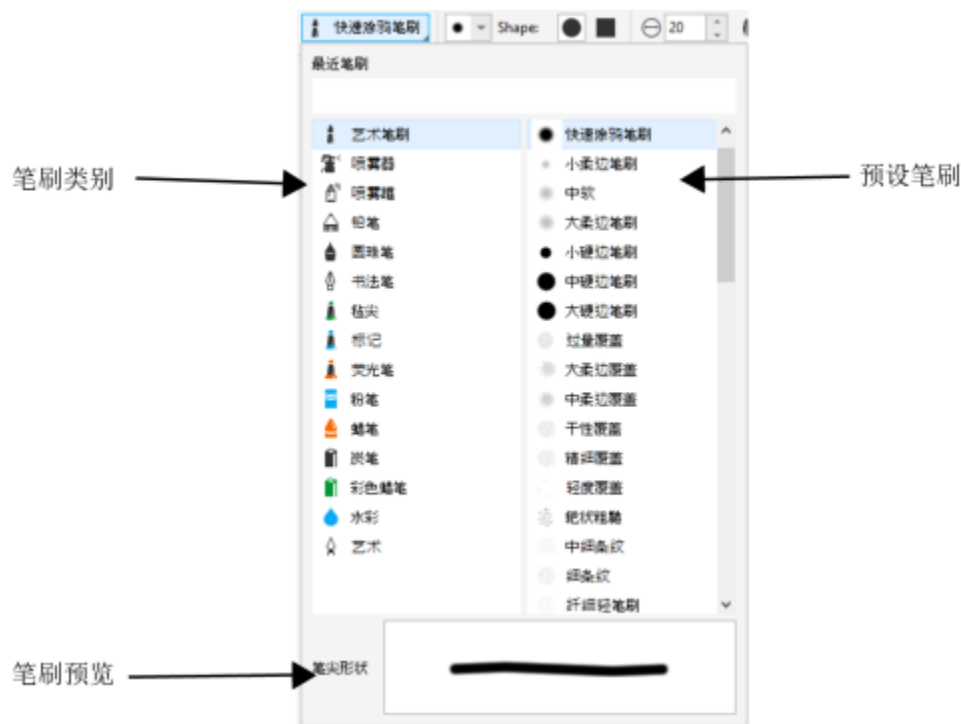 快速涂鸦笔刷 Shape: 20
最近笔刷
艺术笔刷 快速涂鸦笔刷
喷雾器 小柔边笔刷
笔刷类别
预设笔刷
喷雾罐 中软
铅笔 大柔边笔刷
圆珠笔 小硬边笔刷
书法笔 中硬边笔刷
毡尖 大硬边笔刷
标记 过量覆盖
荧光笔 大柔边覆盖
粉笔 中柔边覆盖
蜡笔 干性覆盖
炭笔 精细覆盖
彩色蜡笔 轻度覆盖
水彩 耙状粗糙
艺术 中细条纹
细条纹
纤细轻笔刷
笔刷预览
笔尖形状